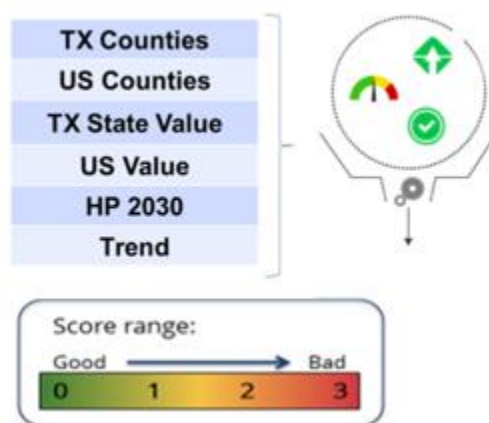 TX Counties
US Counties
TX State Value
US Value
HP 2030
Trend
Score range:
Good Bad
0 1 2 3